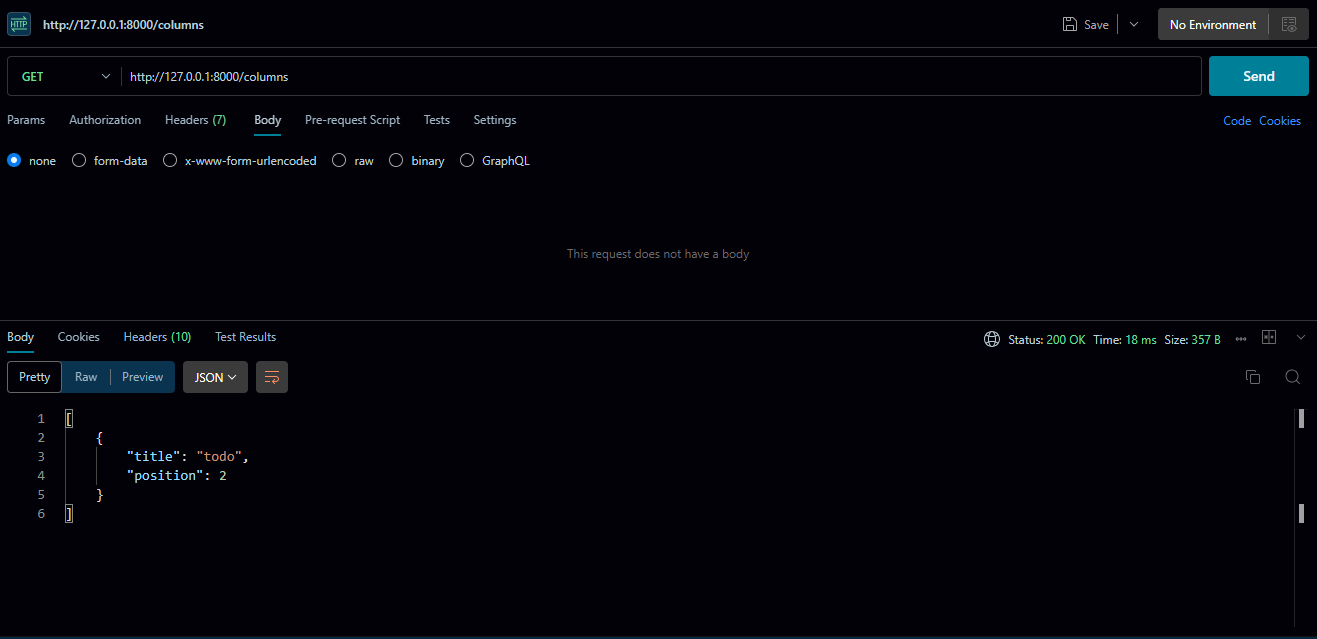 HTTP http://127.0.0.1:8000/columns Save No Environment
GET http://127.0.0.1:8000/columns Send
Params Authorization Headers (7) Body Pre-request Script Tests Settings Code Cookies
none form-data x-www-form-urlencoded raw binary GraphQL
This request does not have a body
Body Cookies Headers (10) Test Results Status: 200 OK Time: 18 ms Size: 357 B
Pretty Raw Preview JSON
1 [
2 {
3 "title": "todo",
4 "position": 2
5 }
6 ]